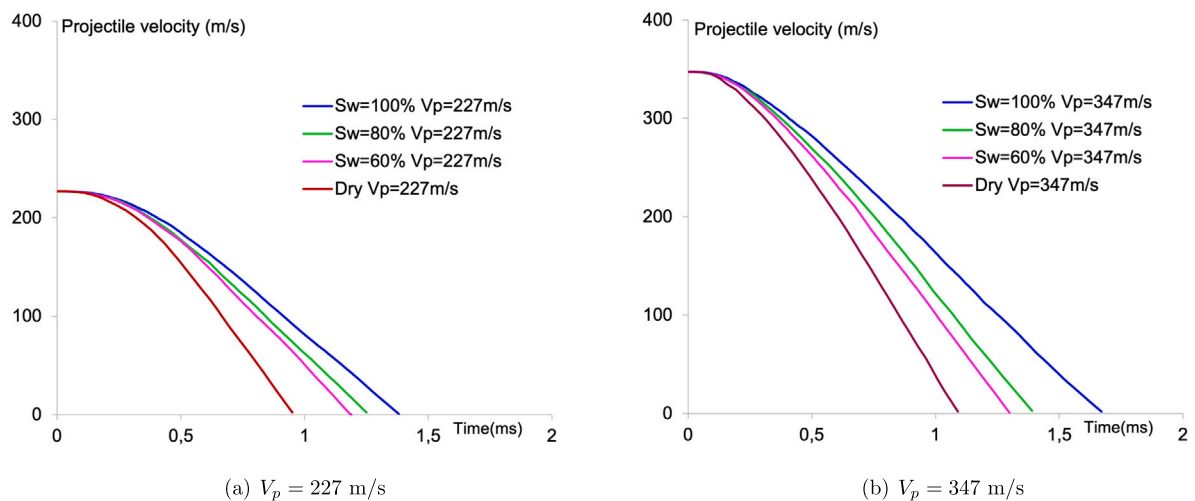 Projectile velocity (m/s)
400
300
200
100
0
Sw=100% Vp=227m/s
Sw=80% Vp=227m/s
Sw=60% Vp=227m/s
Dry Vp=227m/s
0
0,5
1
1,5
2
Time(ms)
(a) Vp = 227 m/s
Projectile velocity (m/s)
400
300
200
100
0
Sw=100% Vp=347m/s
Sw=80% Vp=347m/s
Sw=60% Vp=347m/s
Dry Vp=347m/s
0
0,5
1
1,5
2
Time(ms)
(b) Vp = 347 m/s